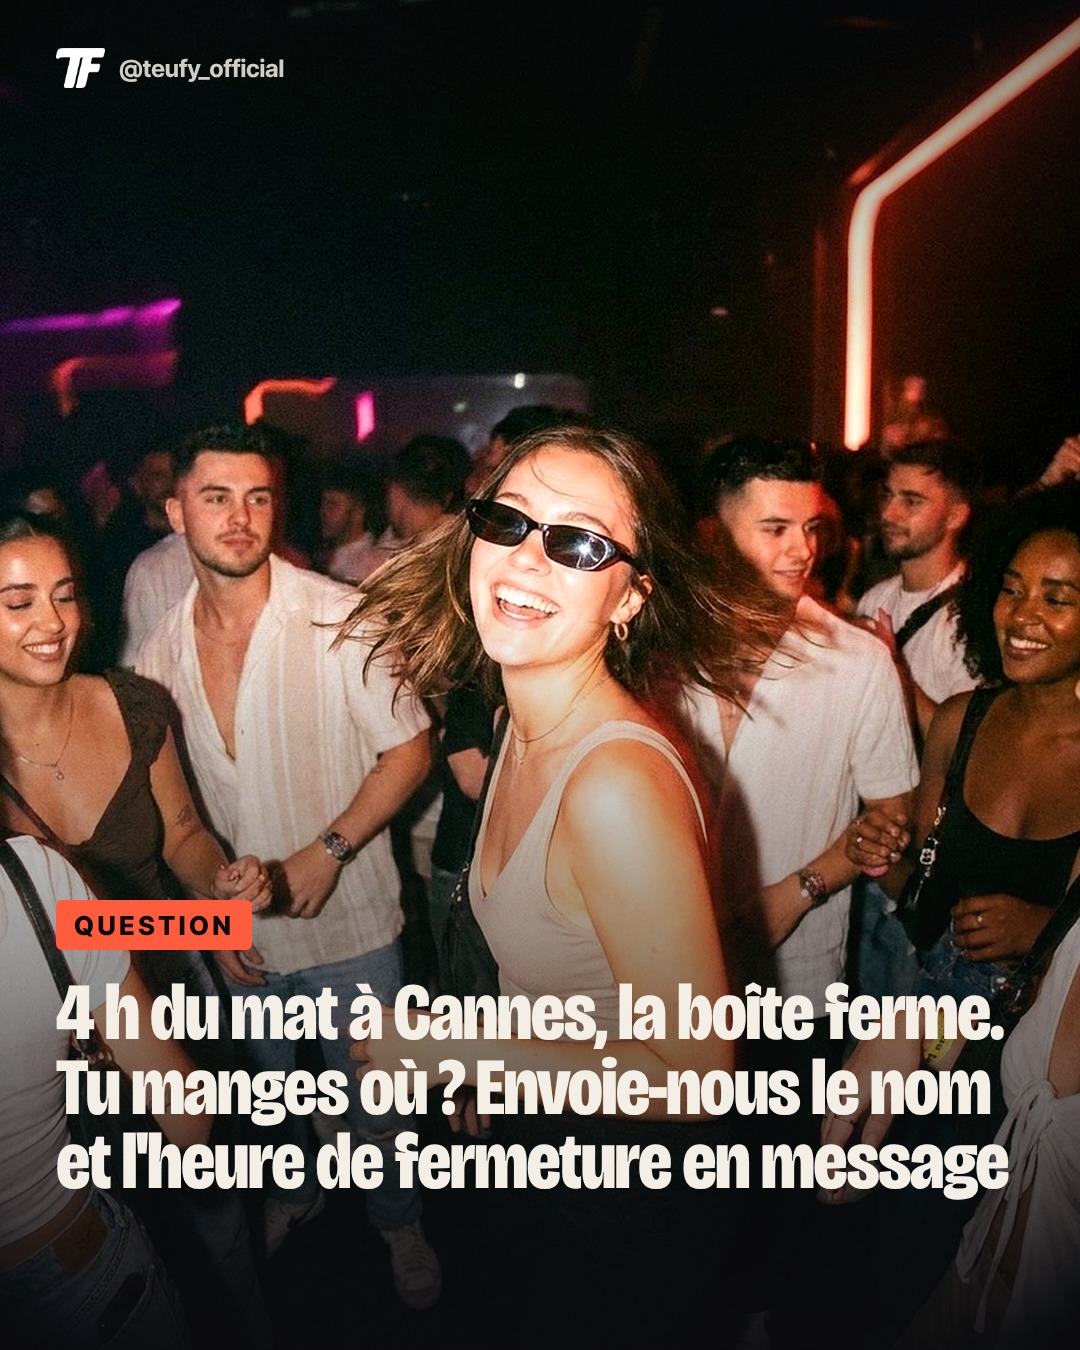 TF @teufy_official
QUESTION
4 h du mat à Cannes, la boîte ferme.
Tu manges où ? Envoie-nous le nom
et l'heure de fermeture en message